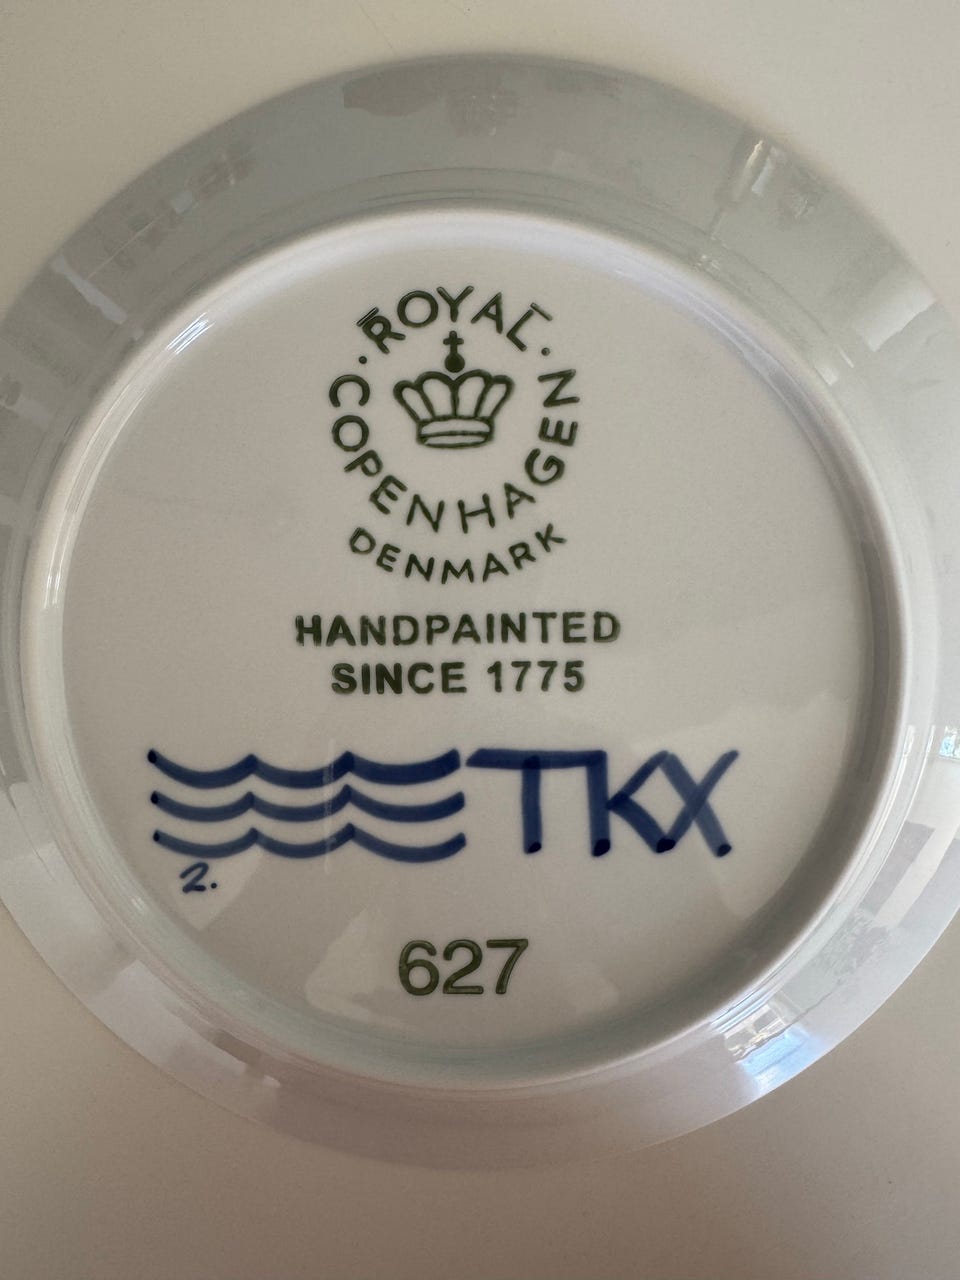 ROYAL
COPENHAGEN
DENMARK
HANDPAINTED
SINCE 1775
TKX
2.
627